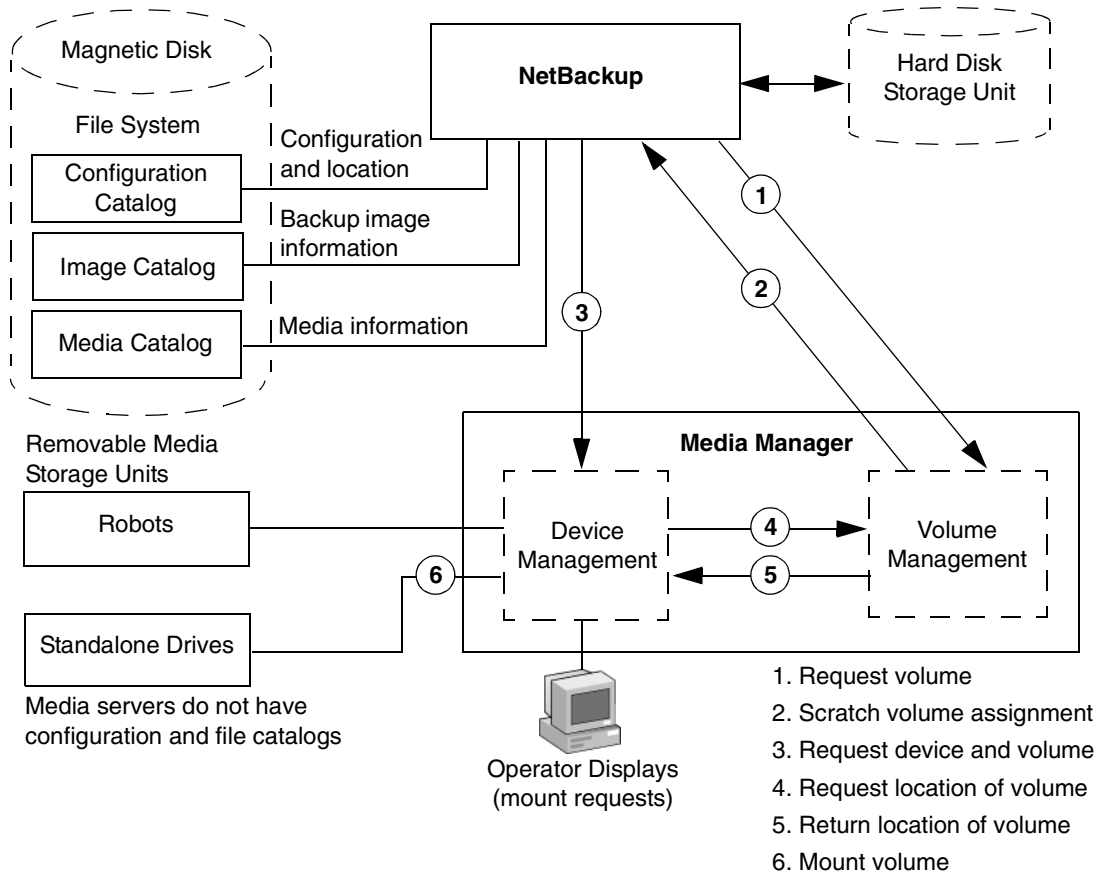 Magnetic Disk
File System
Configuration
Catalog
Image Catalog
Media Catalog
Configuration
and location
Backup image
information
Media information
NetBackup
Hard Disk
Storage Unit
1
2
3
Removable Media
Storage Units
Robots
Standalone Drives
Media servers do not have
configuration and file catalogs
Media Manager
Device
Management
Volume
Management
4
5
6
Operator Displays
(mount requests)
1. Request volume
2. Scratch volume assignment
3. Request device and volume
4. Request location of volume
5. Return location of volume
6. Mount volume